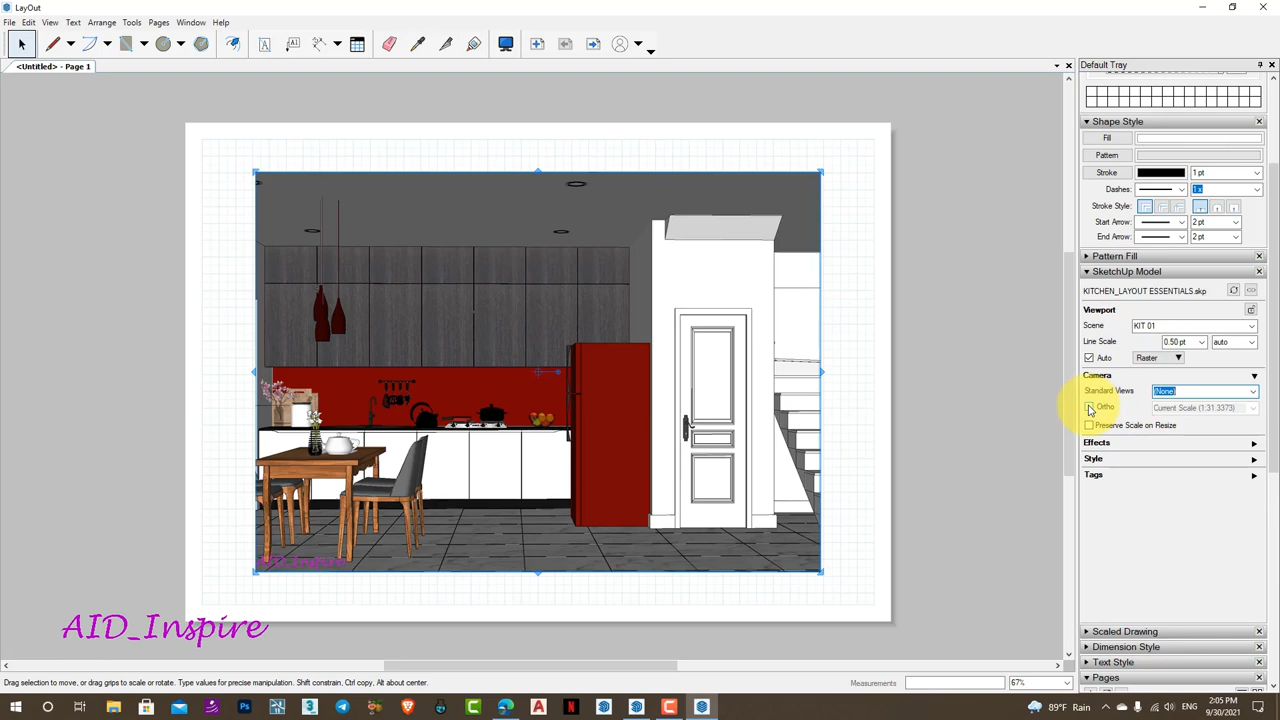 LayOut
File Edit View Text Arrange Tools Pages Window Help
<Untitled> - Page 1
Default Tray
Shape Style
Fill
Pattern
Stroke 1 pt
Dashes: 1 x
Stroke Style:
Start Arrow: 2 pt
End Arrow: 2 pt
Pattern Fill
SketchUp Model
KITCHEN_LAYOUT ESSENTIALS.skp
Viewport
Scene KIT 01
Line Scale 0.50 pt auto
Auto Raster
Camera
Standard Views (None)
Ortho Current Scale (1:31.3373)
Preserve Scale on Resize
Effects
Style
Tags
AID_Inspire
AID_Inspire
Scaled Drawing
Dimension Style
Text Style
Pages
Drag selection to move, or drag grips to scale or rotate. Type values for precise manipulation. Shift constrain, Ctrl copy, Alt about center.
Measurements 67%
89°F Rain
2:05 PM
9/30/2021